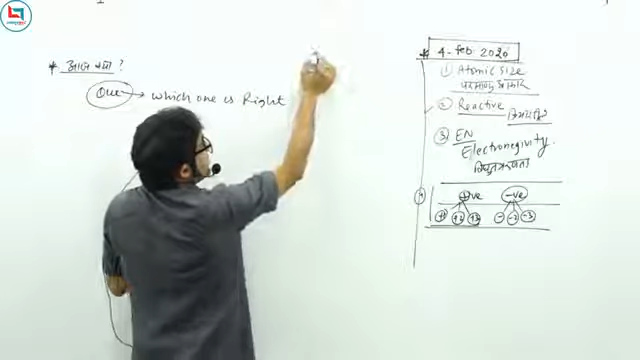 * आज क्या ?
Que → which one is Right
* 4 - feb 2020
① Atomic size
परमाणु आकार
② Reactive
③ EN
Electronegivity.
विद्युतऋणता
④ +ve -ve
+1 +2 +3 - -2 -3